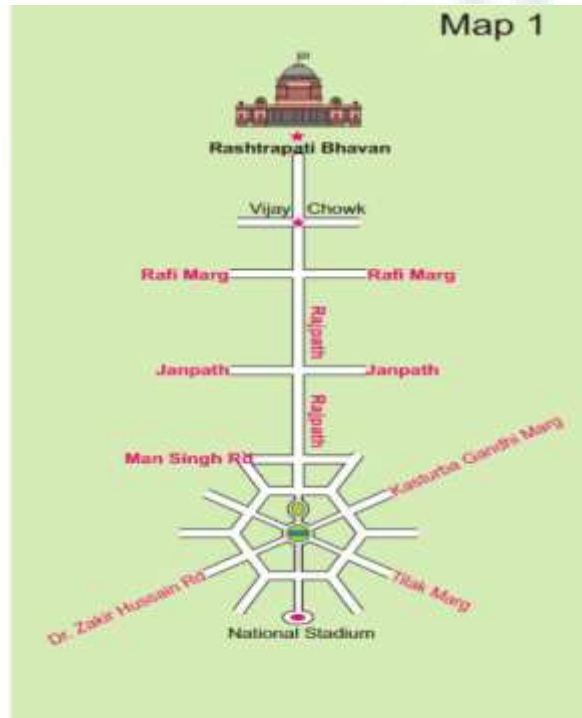 Map 1
Rashtrapati Bhavan
Vijay Chowk
Rafi Marg Rafi Marg
Rajpath
Janpath Janpath
Rajpath
Man Singh Rd
Kasturba Gandhi Marg
Dr. Zakir Hussain Rd
Tilak Marg
National Stadium